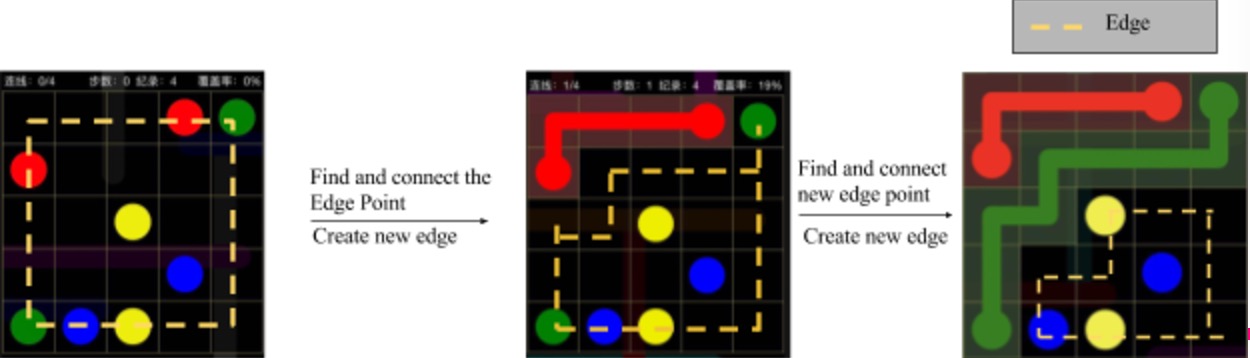 Edge
连线: 0/4 步数: 0 纪录: 4 覆盖率: 0%
连线: 1/4 步数: 1 纪录: 4 覆盖率: 19%
Find and connect the
Edge Point
Create new edge
Find and connect
new edge point
Create new edge